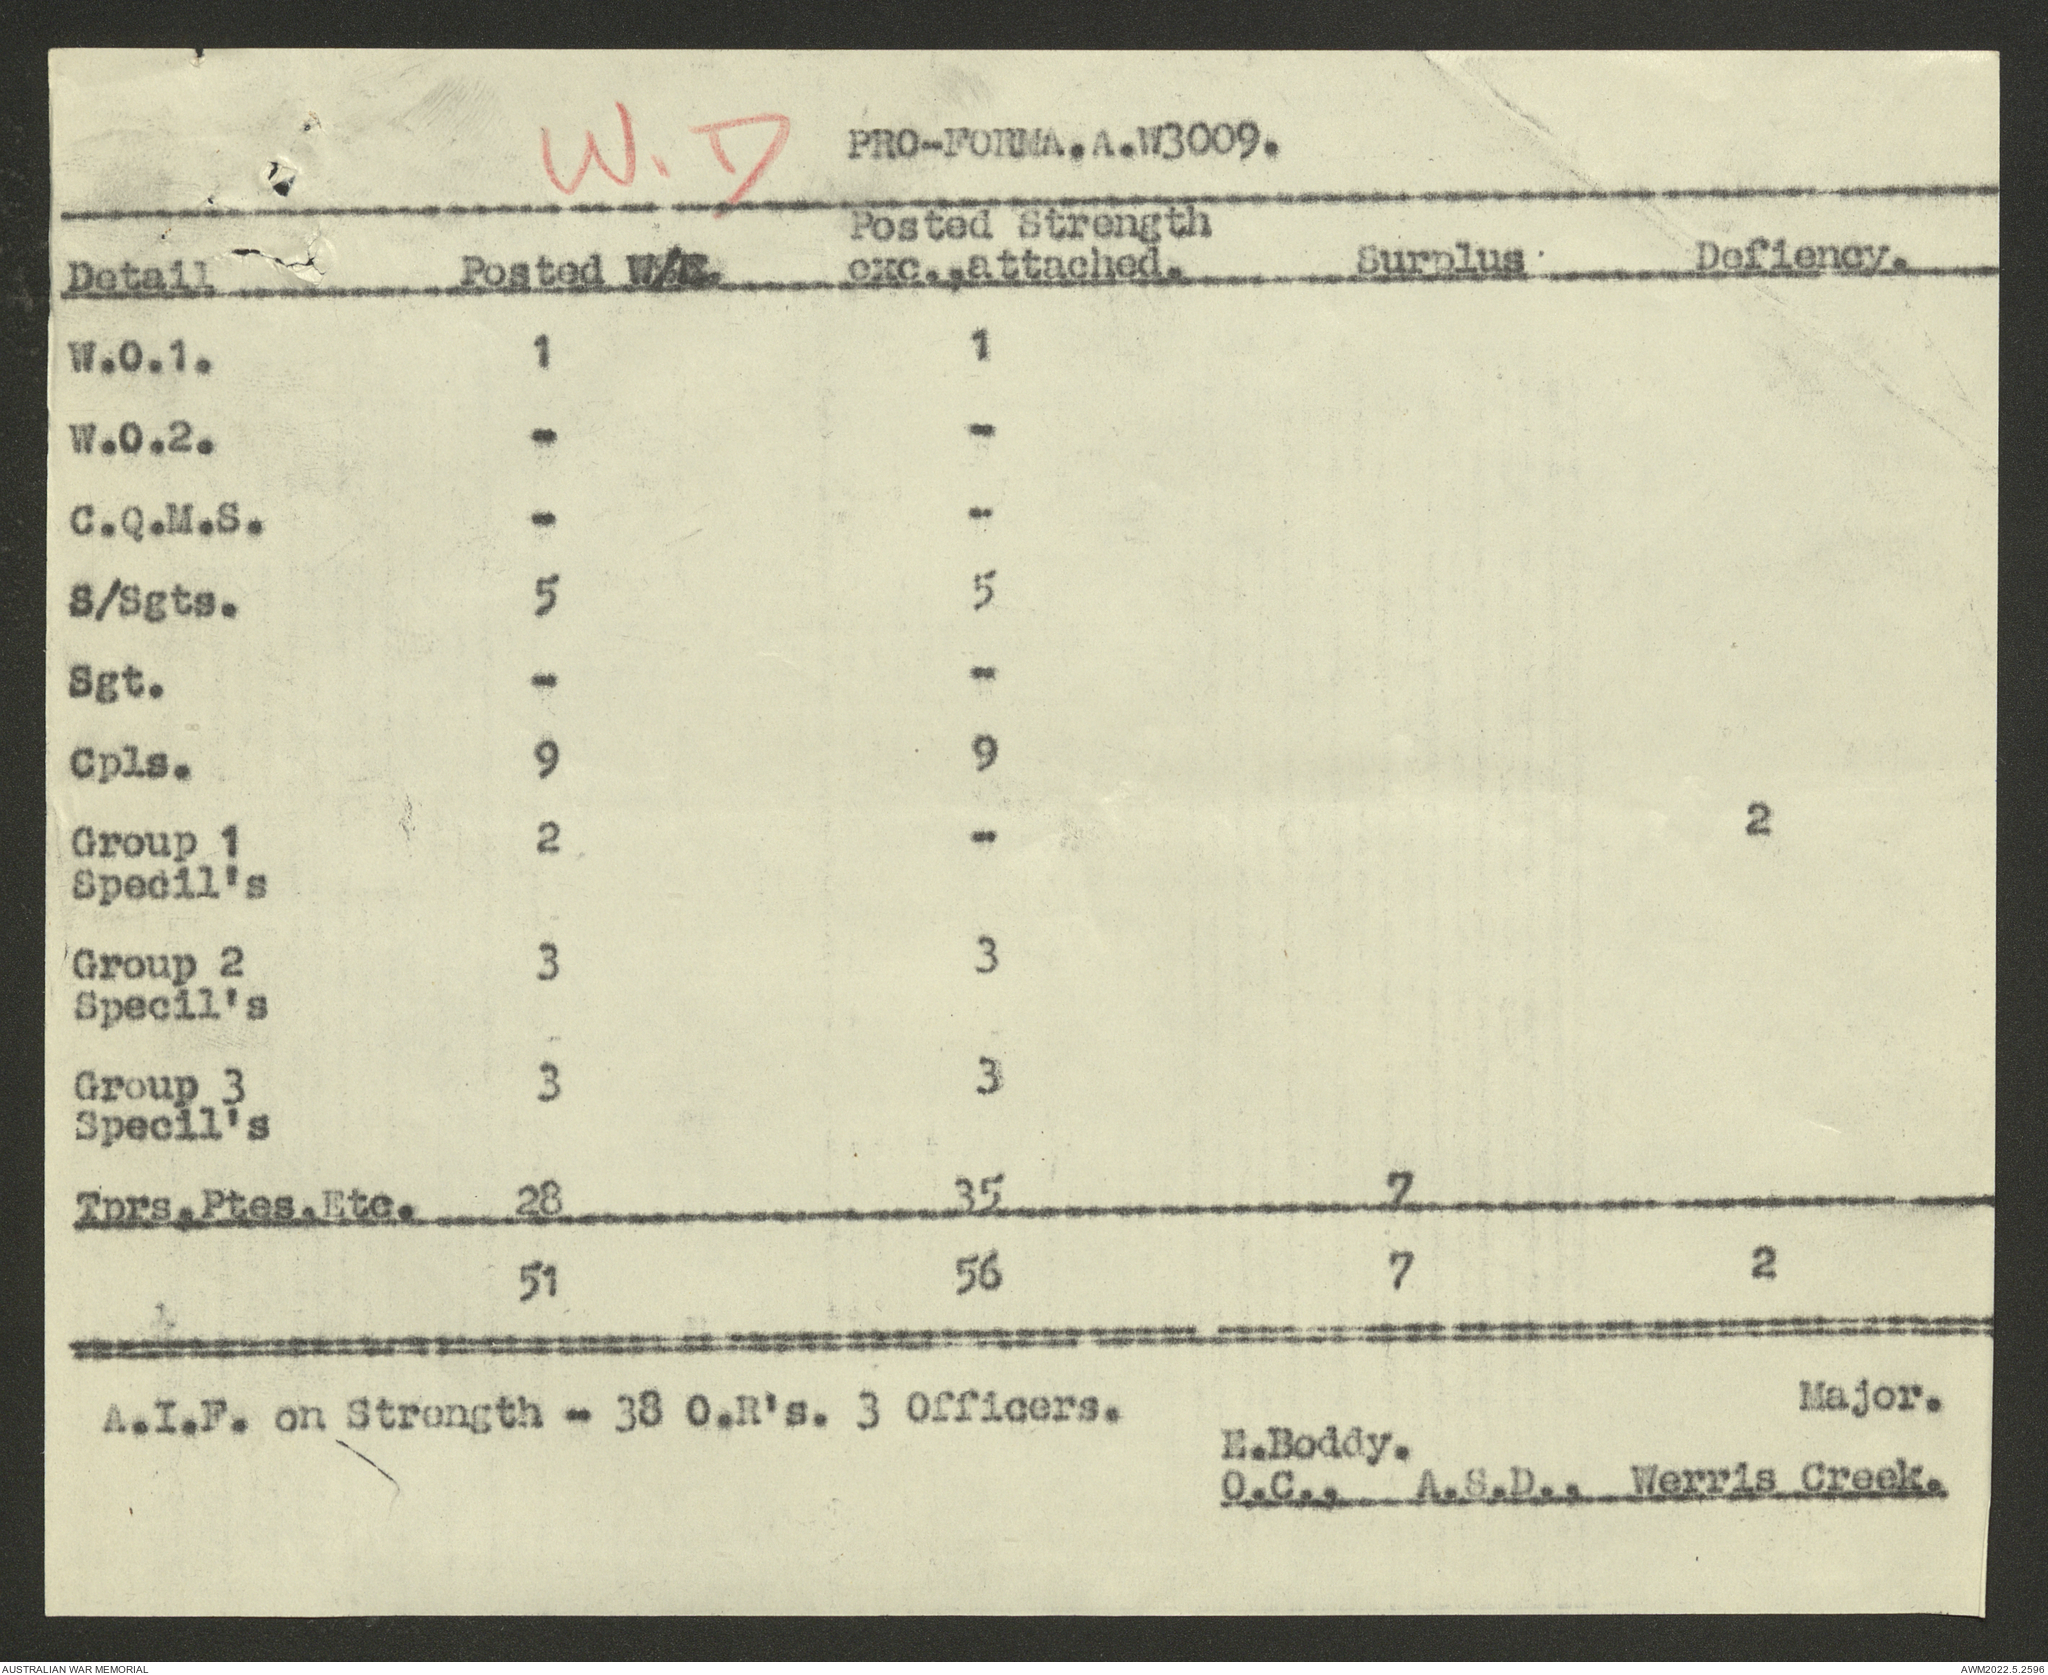 W.D PRO-FORMA.A.W3009.
Posted Strength
Detail Posted W/E. exc.,attached. Surplus Defiency.
W.O.1. 1 1
W.O.2. - -
C.Q.M.S. - -
S/Sgts. 5 5
Sgt. - -
Cpls. 9 9
Group 1 2 - 2
Specil's
Group 2 3 3
Specil's
Group 3 3 3
Specil's
Tprs.Ptes.Etc. 28 35 7
51 56 7 2
A.I.F. on Strength - 38 O.R's. 3 Officers. Major.
E.Boddy.
O.C., A.S.D., Werris Creek.
AUSTRALIAN WAR MEMORIAL AWM2022.5.2596